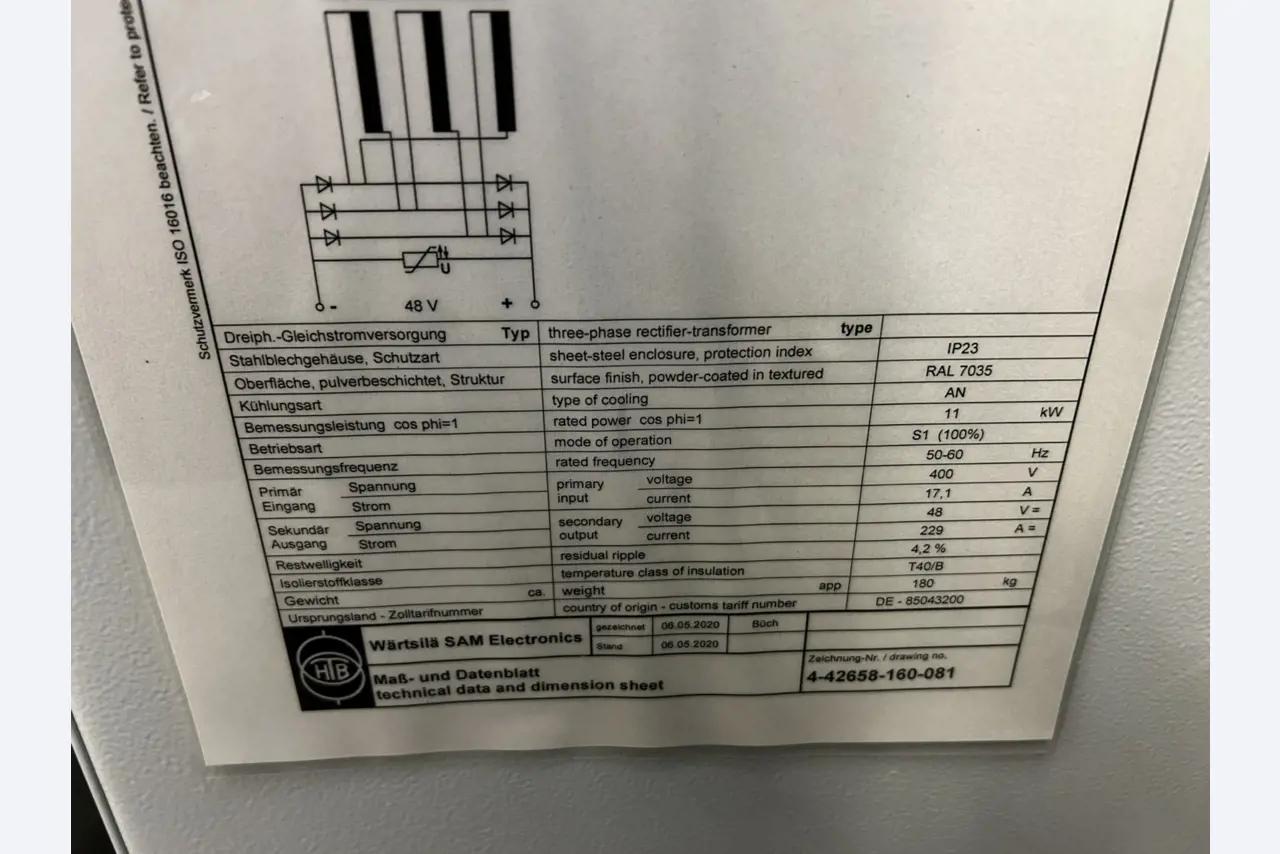 Schutzvermerk ISO 16016 beachten. / Refer to
U
- 48 V +
Dreiph.-Gleichstromversorgung Typ three-phase rectifier-transformer type
Stahlblechgehäuse, Schutzart sheet-steel enclosure, protection index IP23
Oberfläche, pulverbeschichtet, Struktur surface finish, powder-coated in textured RAL 7035
Kühlungsart type of cooling AN
Bemessungsleistung cos phi=1 rated power cos phi=1 11 kW
Betriebsart mode of operation S1 (100%)
Bemessungsfrequenz rated frequency 50-60 Hz
Primär Eingang Spannung primary input voltage 400 V
Strom current 17,1 A
Sekundär Ausgang Spannung secondary output voltage 48 V=
Strom current 229 A=
Restwelligkeit residual ripple 4,2 %
Isolierstoffklasse temperature class of insulation T40/B
Gewicht ca. weight app 180 kg
Ursprungsland - Zolltarifnummer country of origin - customs tariff number DE - 85043200
HTB
Wärtsilä SAM Electronics
gezeichnet 06.05.2020 Büch
Stand 06.05.2020
Maß- und Datenblatt
technical data and dimension sheet
Zeichnung-Nr. / drawing no.
4-42658-160-081